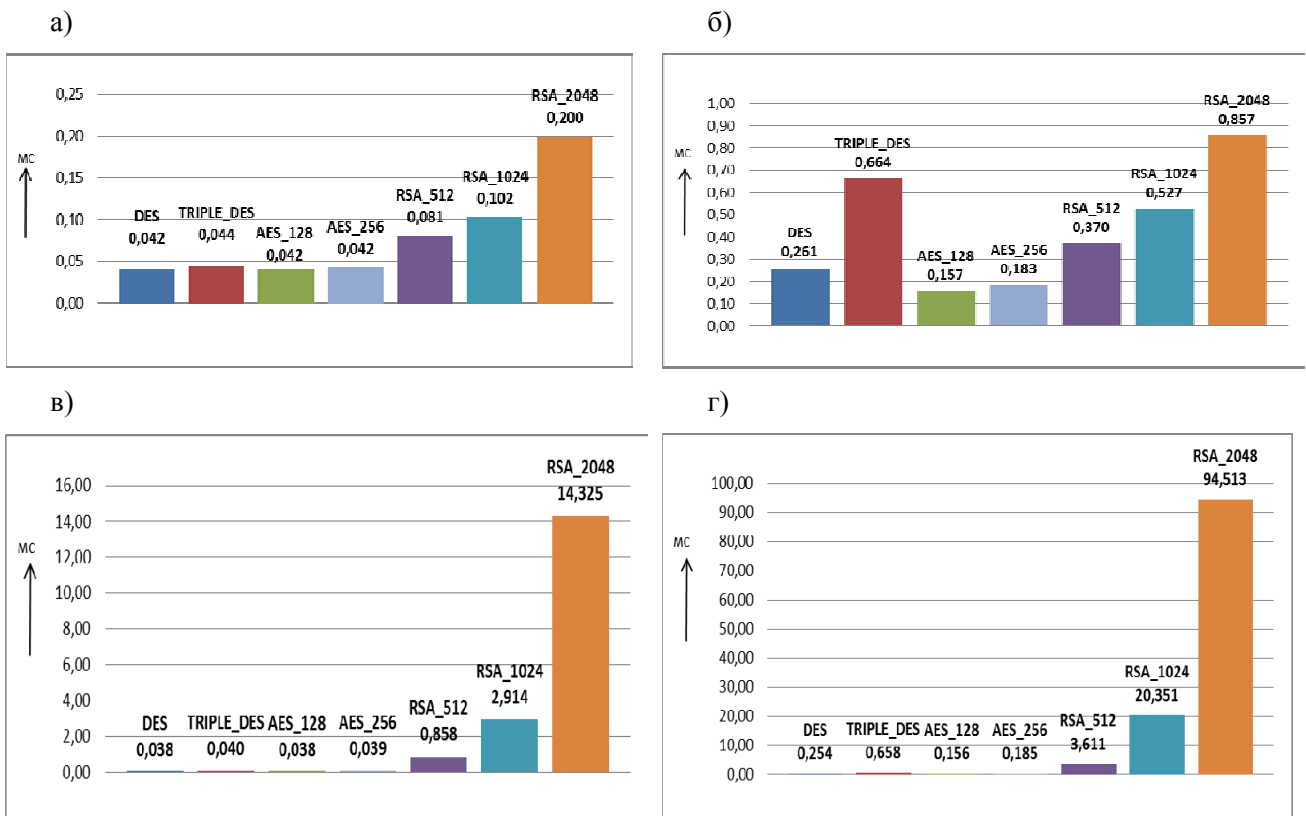 а)
0,25
0,20
0,15
0,10
0,05
0,00
МС
DES
0,042
TRIPLE_DES
0,044
AES_128
0,042
AES_256
0,042
RSA_512
0,081
RSA_1024
0,102
RSA_2048
0,200
б)
1,00
0,90
0,80
0,70
0,60
0,50
0,40
0,30
0,20
0,10
0,00
МС
DES
0,261
TRIPLE_DES
0,664
AES_128
0,157
AES_256
0,183
RSA_512
0,370
RSA_1024
0,527
RSA_2048
0,857
в)
16,00
14,00
12,00
10,00
8,00
6,00
4,00
2,00
0,00
МС
DES
0,038
TRIPLE_DES
0,040
AES_128
0,038
AES_256
0,039
RSA_512
0,858
RSA_1024
2,914
RSA_2048
14,325
г)
100,00
90,00
80,00
70,00
60,00
50,00
40,00
30,00
20,00
10,00
0,00
МС
DES
0,254
TRIPLE_DES
0,658
AES_128
0,156
AES_256
0,185
RSA_512
3,611
RSA_1024
20,351
RSA_2048
94,513